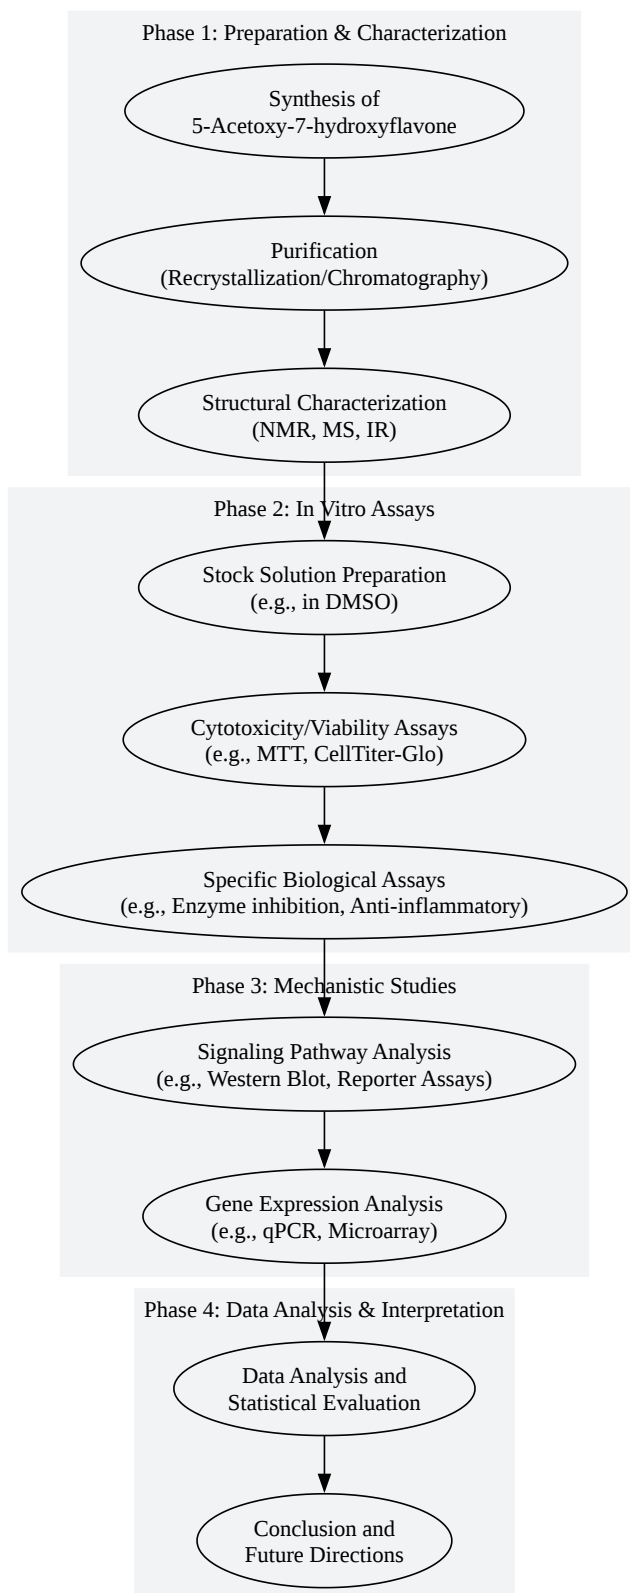 Phase 1: Preparation & Characterization
Synthesis of
5-Acetoxy-7-hydroxyflavone
Purification
(Recrystallization/Chromatography)
Structural Characterization
(NMR, MS, IR)
Phase 2: In Vitro Assays
Stock Solution Preparation
(e.g., in DMSO)
Cytotoxicity/Viability Assays
(e.g., MTT, CellTiter-Glo)
Specific Biological Assays
(e.g., Enzyme inhibition, Anti-inflammatory)
Phase 3: Mechanistic Studies
Signaling Pathway Analysis
(e.g., Western Blot, Reporter Assays)
Gene Expression Analysis
(e.g., qPCR, Microarray)
Phase 4: Data Analysis & Interpretation
Data Analysis and
Statistical Evaluation
Conclusion and
Future Directions